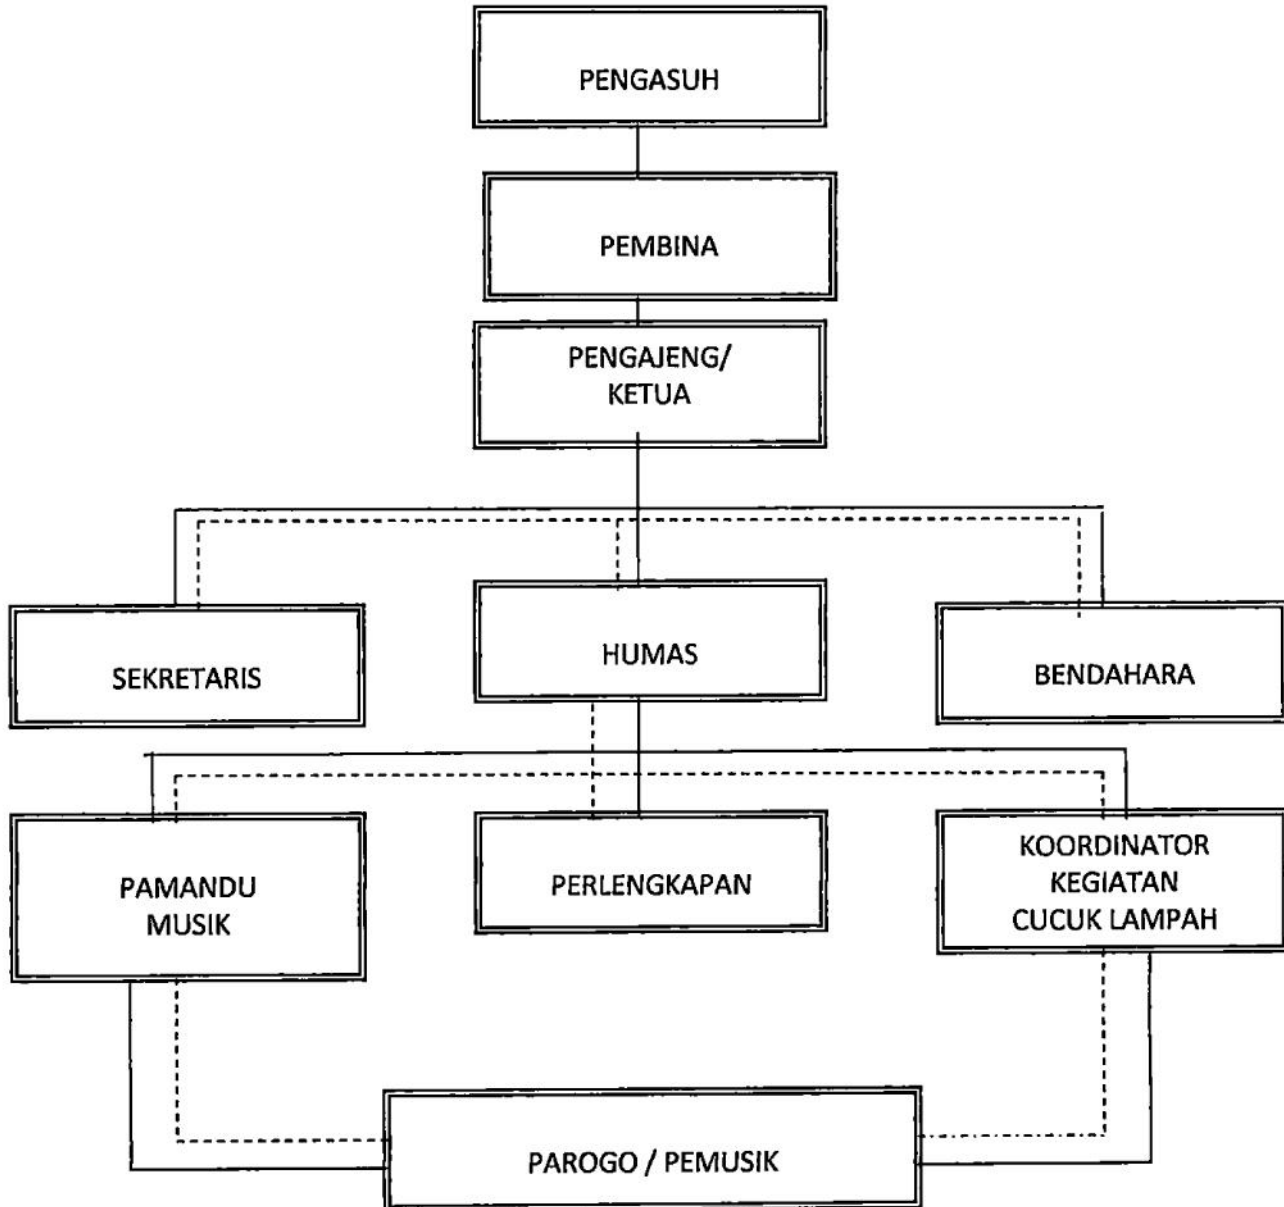 PENGASUH
PEMBINA
PENGAJENG/
KETUA
SEKRETARIS
HUMAS
BENDAHARA
PAMANDU
MUSIK
PERLENGKAPAN
KOORDINATOR
KEGIATAN
CUCUK LAMPAH
PAROGO / PEMUSIK